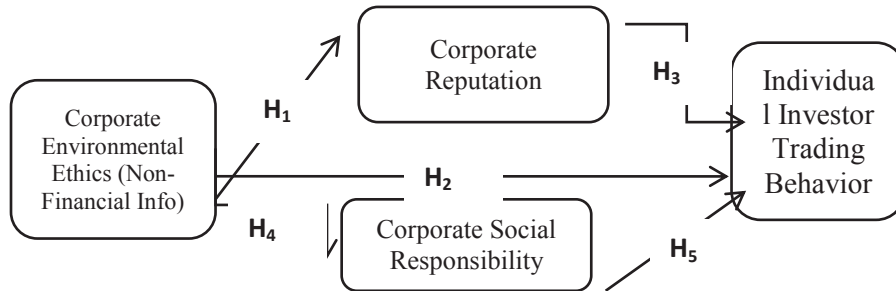 Corporate
Environmental
Ethics (Non-
Financial Info)
H₁
Corporate
Reputation
H₃
Individua
l Investor
Trading
Behavior
H₂
H₄
Corporate Social
Responsibility
H₅